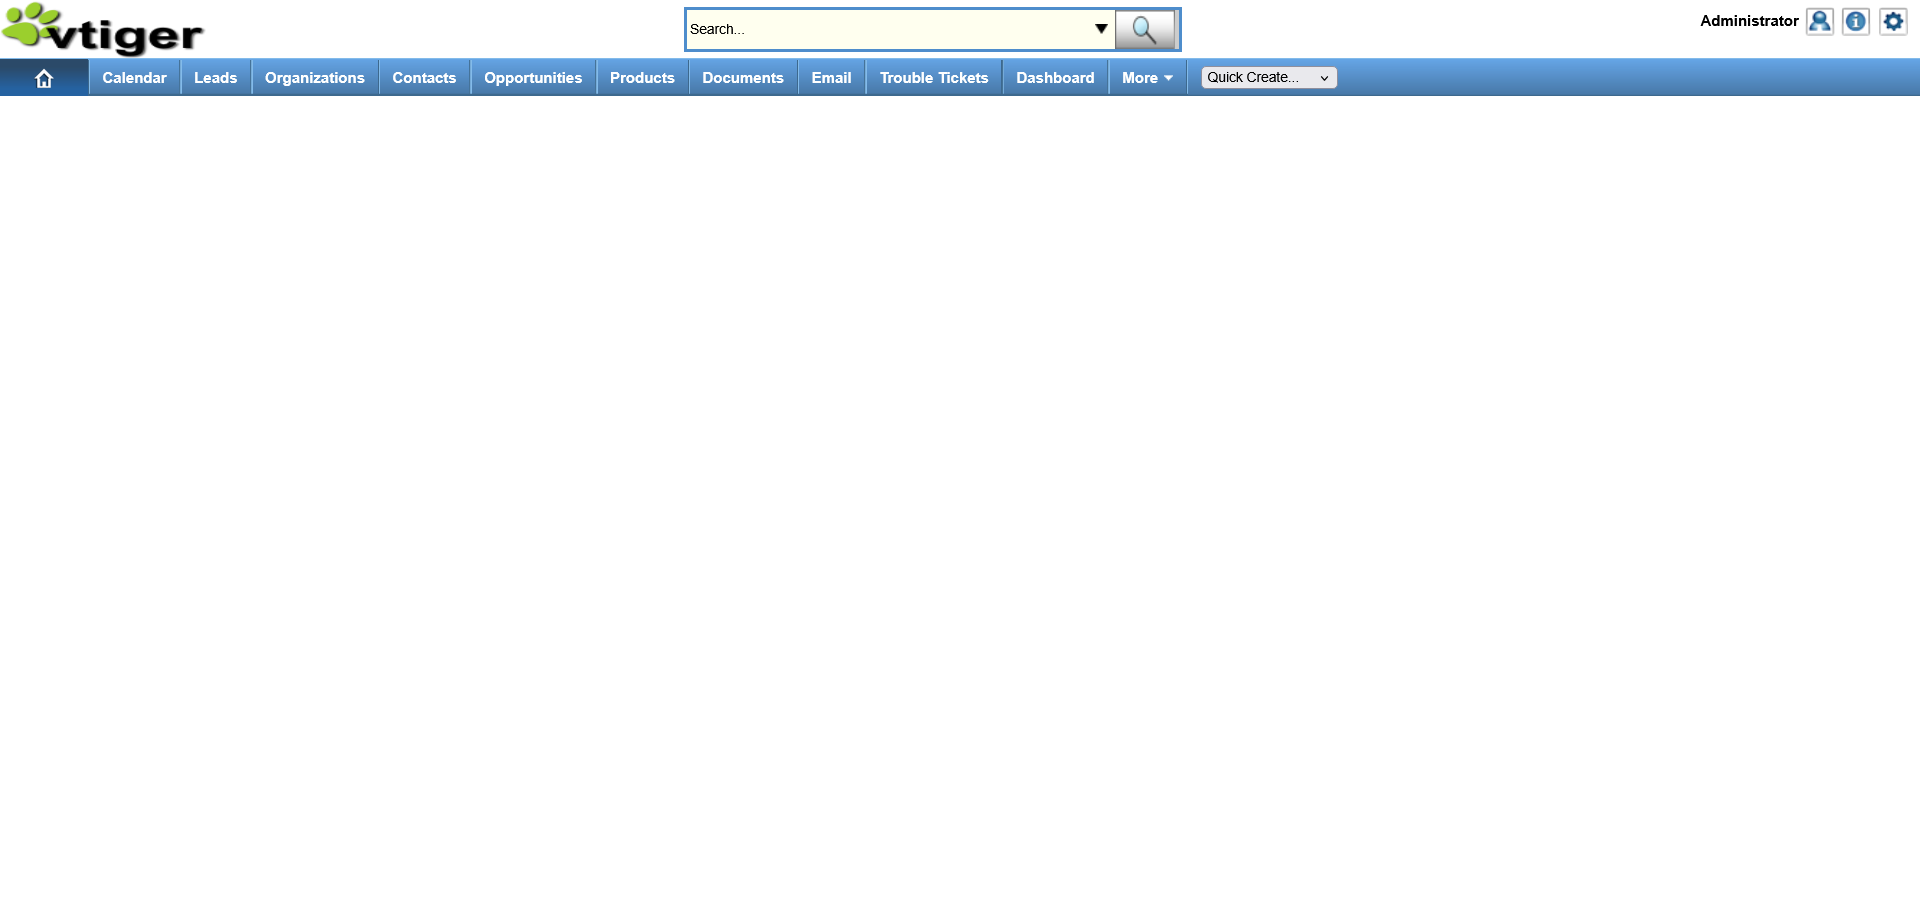 vtiger
Search...
Administrator
Calendar Leads Organizations Contacts Opportunities Products Documents Email Trouble Tickets Dashboard More Quick Create...